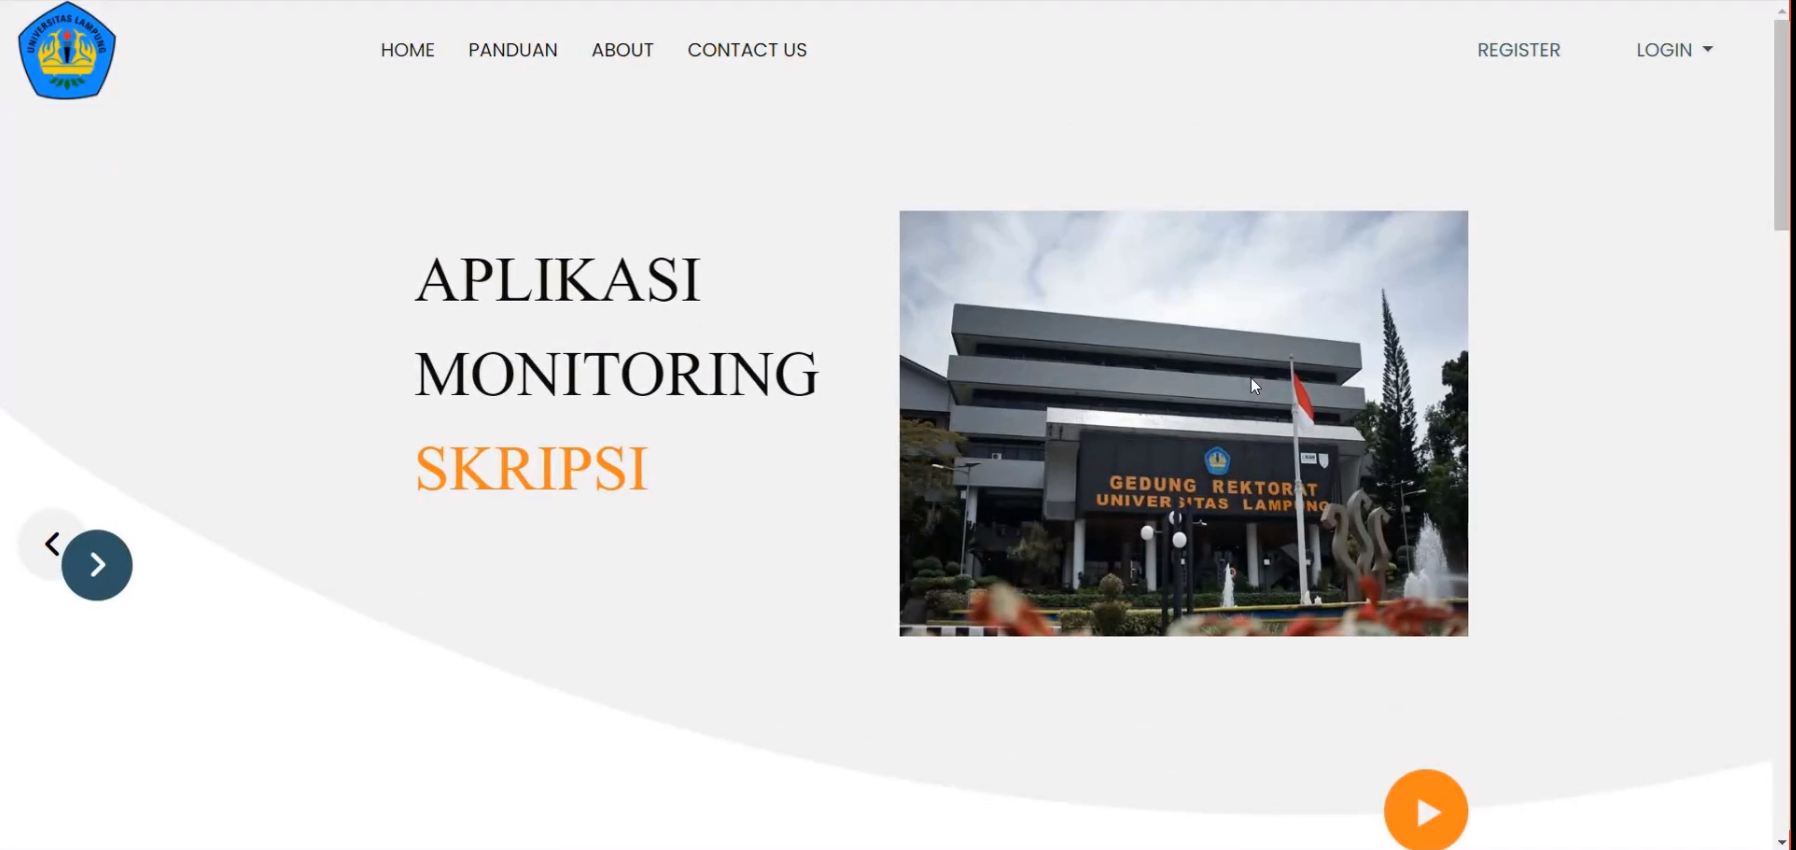 UNIVERSITAS LAMPUNG
HOME
PANDUAN
ABOUT
CONTACT US
REGISTER
LOGIN
APLIKASI
MONITORING
SKRIPSI
GEDUNG REKTORAT
UNIVERSITAS LAMPUNG